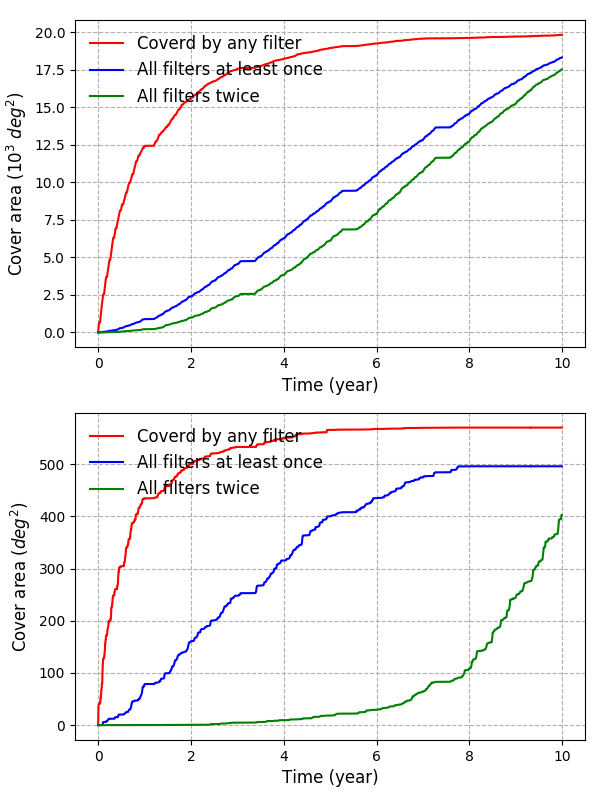 20.0
17.5
15.0
12.5
10.0
7.5
5.0
2.5
0.0
Cover area (10³ deg²)
Coverd by any filter
All filters at least once
All filters twice
0 2 4 6 8 10
Time (year)
500
400
300
200
100
0
Cover area (deg²)
Coverd by any filter
All filters at least once
All filters twice
0 2 4 6 8 10
Time (year)